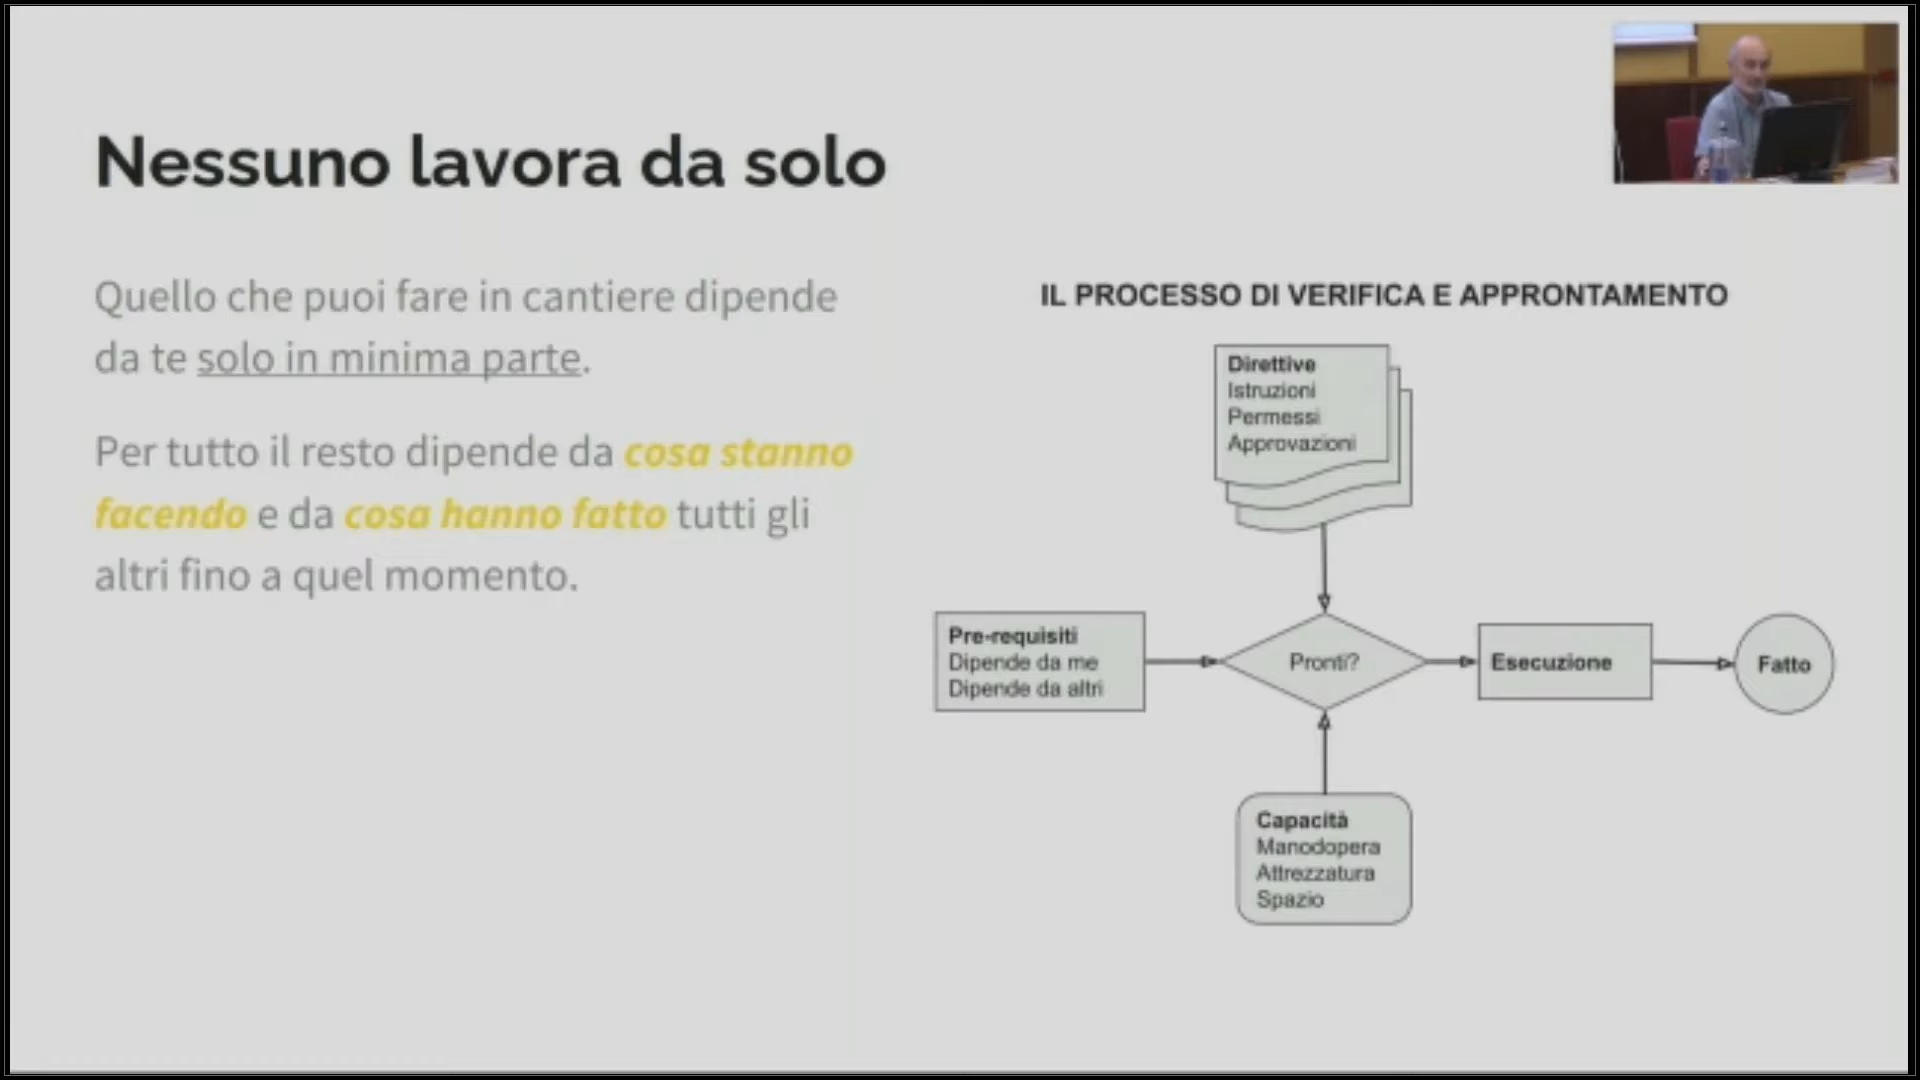 Nessuno lavora da solo
Quello che puoi fare in cantiere dipende
da te solo in minima parte.
Per tutto il resto dipende da cosa stanno
facendo e da cosa hanno fatto tutti gli
altri fino a quel momento.
IL PROCESSO DI VERIFICA E APPRONTAMENTO
Direttive
Istruzioni
Permessi
Approvazioni
Pre-requisiti
Dipende da me
Dipende da altri
Pronti?
Esecuzione
Fatto
Capacità
Manodopera
Attrezzatura
Spazio